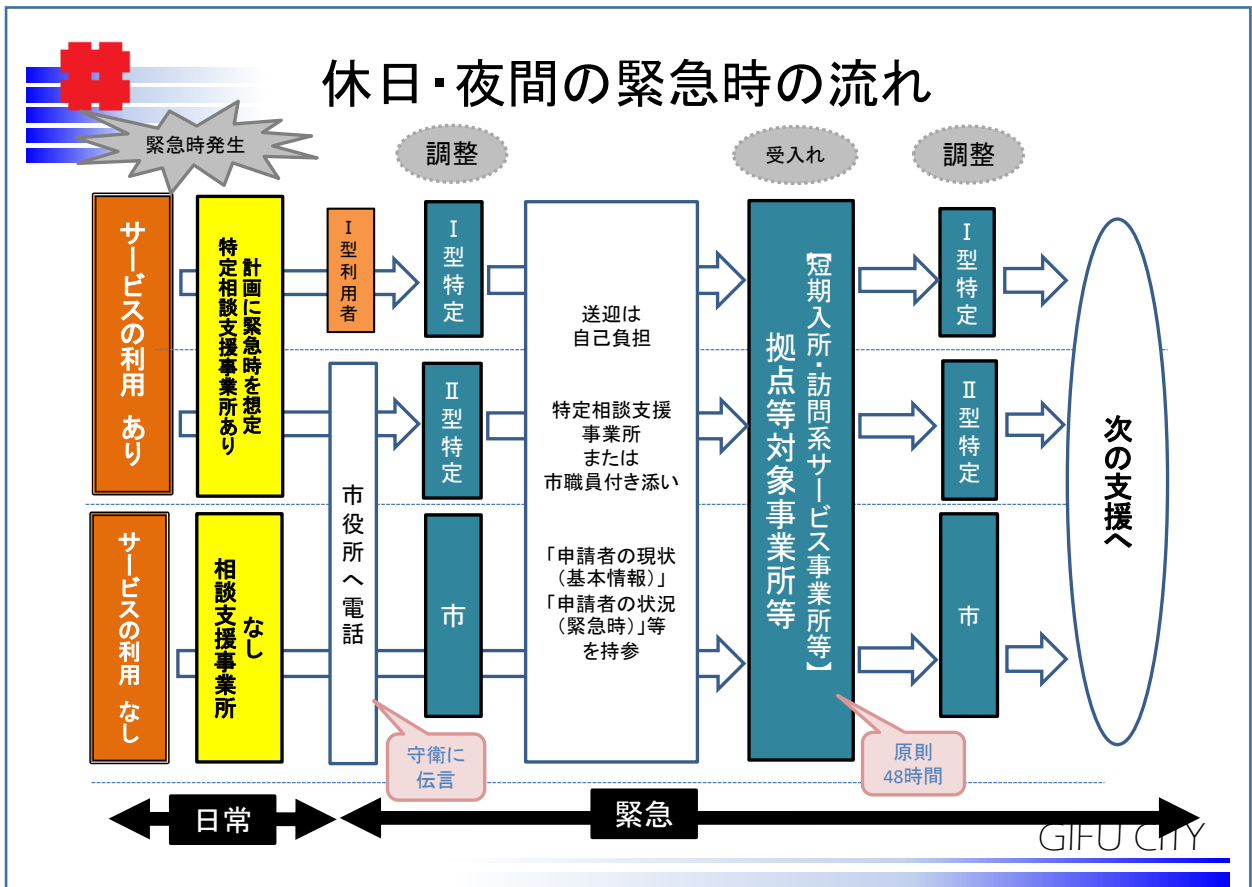 休日・夜間の緊急時の流れ
緊急時発生
調整
受入れ
調整
サービスの利用 あり
計画に緊急時を想定
特定相談支援事業所あり
Ⅰ型利用者
Ⅰ型特定
Ⅱ型特定
サービスの利用 なし
相談支援事業所
なし
市役所へ電話
市
送迎は
自己負担
特定相談支援
事業所
または
市職員付き添い
「申請者の現状
(基本情報)」
「申請者の状況
(緊急時)」等
を持参
【短期入所・訪問系サービス事業所等】
拠点等対象事業所等
Ⅰ型特定
Ⅱ型特定
市
次の支援へ
守衛に
伝言
原則
48時間
日常
緊急
GIFU CITY